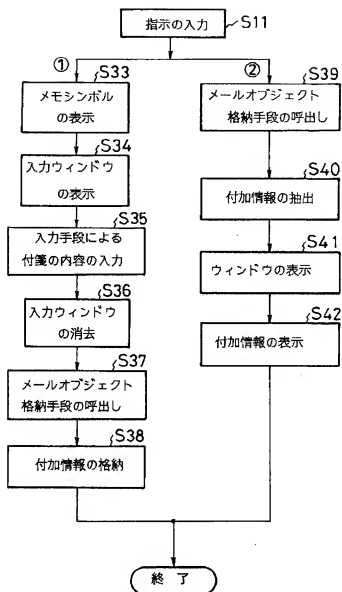 指示の入力
S11
①
S33
メモシンボル
の表示
S34
入力ウィンドウ
の表示
S35
入力手段による
付箋の内容の入力
S36
入力ウィンドウ
の消去
S37
メールオブジェクト
格納手段の呼出し
S38
付加情報の格納
②
S39
メールオブジェクト
格納手段の呼出し
S40
付加情報の抽出
S41
ウィンドウの表示
S42
付加情報の表示
終了